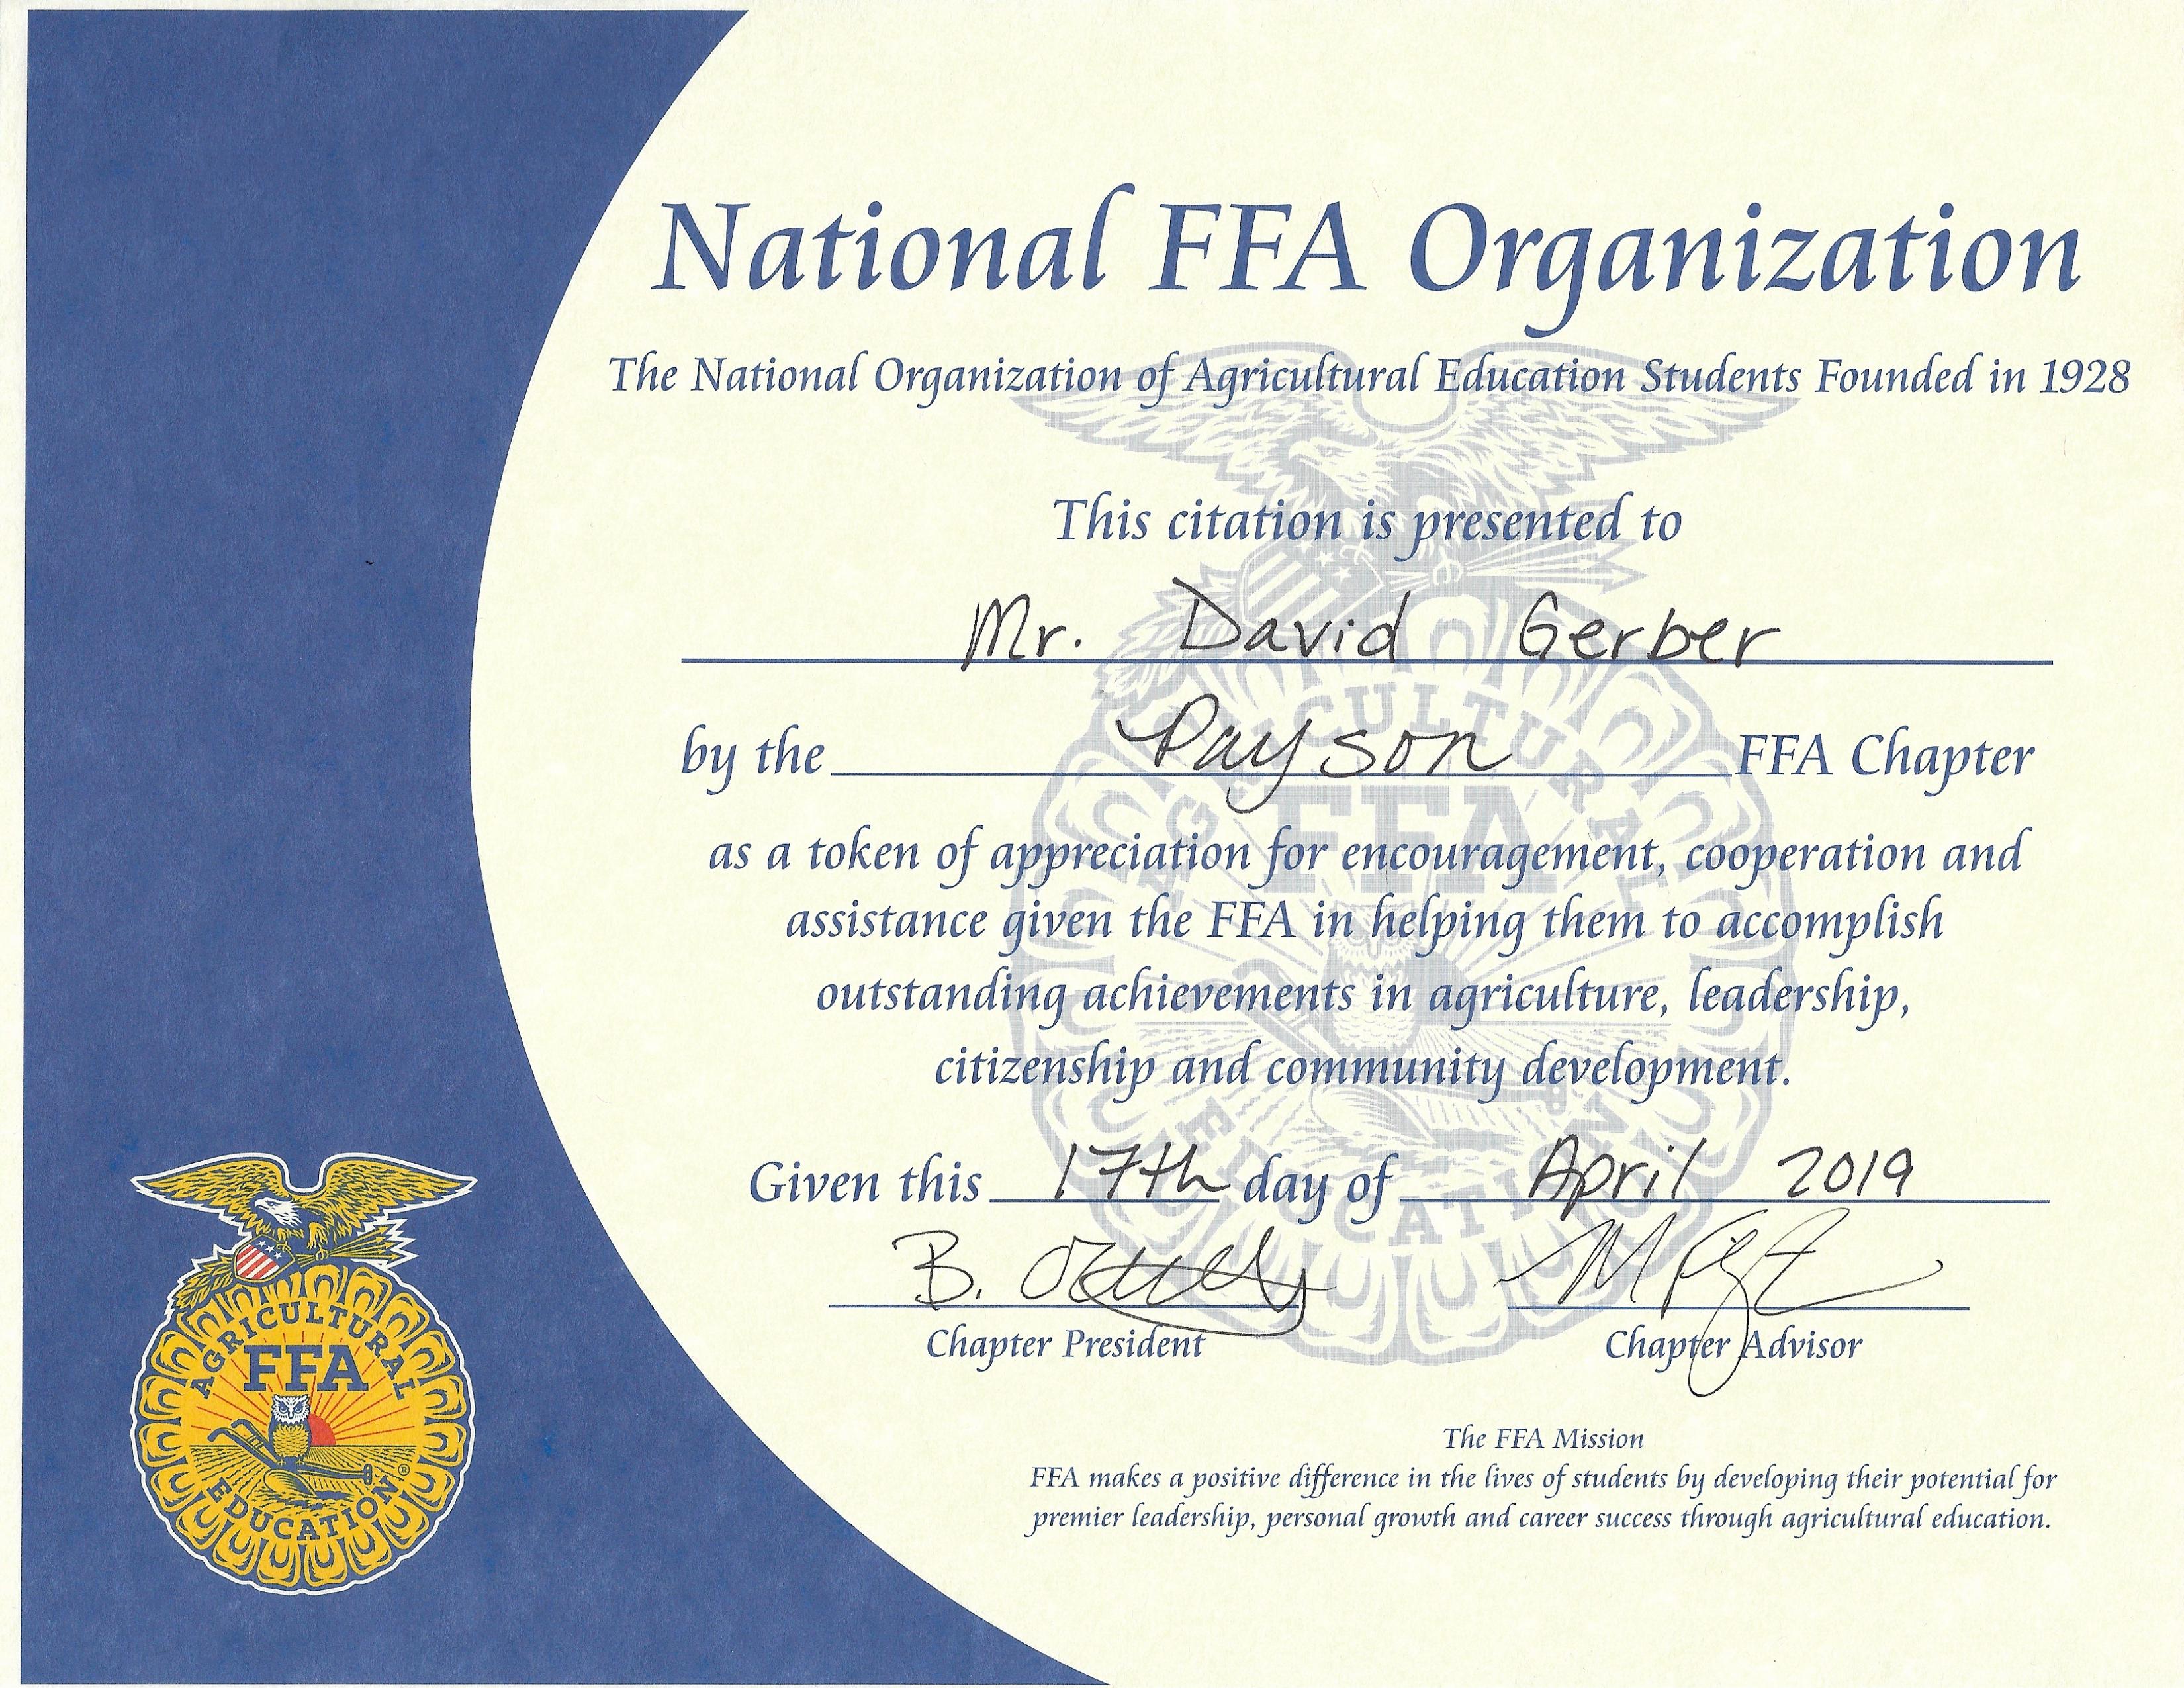 National FFA Organization
The National Organization of Agricultural Education Students Founded in 1928
This citation is presented to
Mr. David Gerber
by the Payson FFA Chapter
as a token of appreciation for encouragement, cooperation and
assistance given the FFA in helping them to accomplish
outstanding achievements in agriculture, leadership,
citizenship and community development.
Given this 17th day of April 2019
B.
M
Chapter President Chapter Advisor
The FFA Mission
FFA makes a positive difference in the lives of students by developing their potential for
premier leadership, personal growth and career success through agricultural education.
AGRICULTURAL
FFA
EDUCATION
®
AGRICULTURAL
FFA
EDUCATION